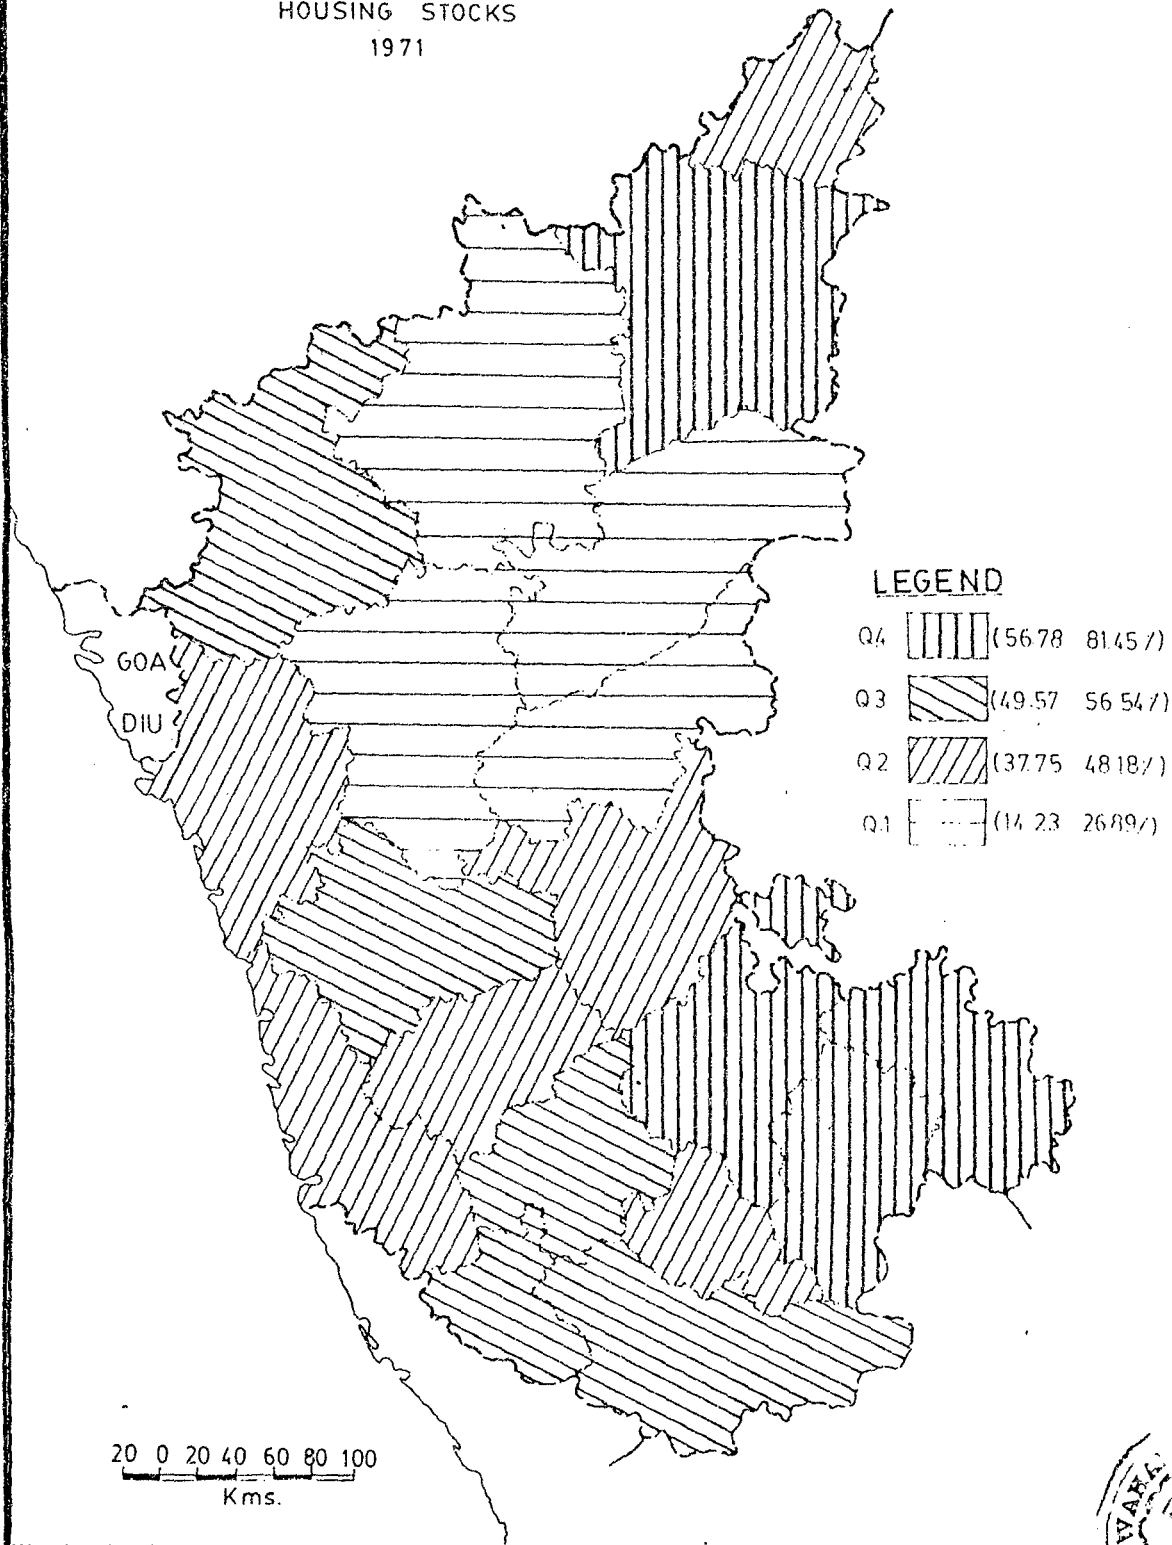 HOUSING STOCKS
1971
GOA
DIU
LEGEND
Q4 (56.78 81.45%)
Q3 (49.57 56.54%)
Q2 (37.75 48.18%)
Q1 (14.23 26.89%)
20 0 20 40 60 80 100
Kms.
WAHA